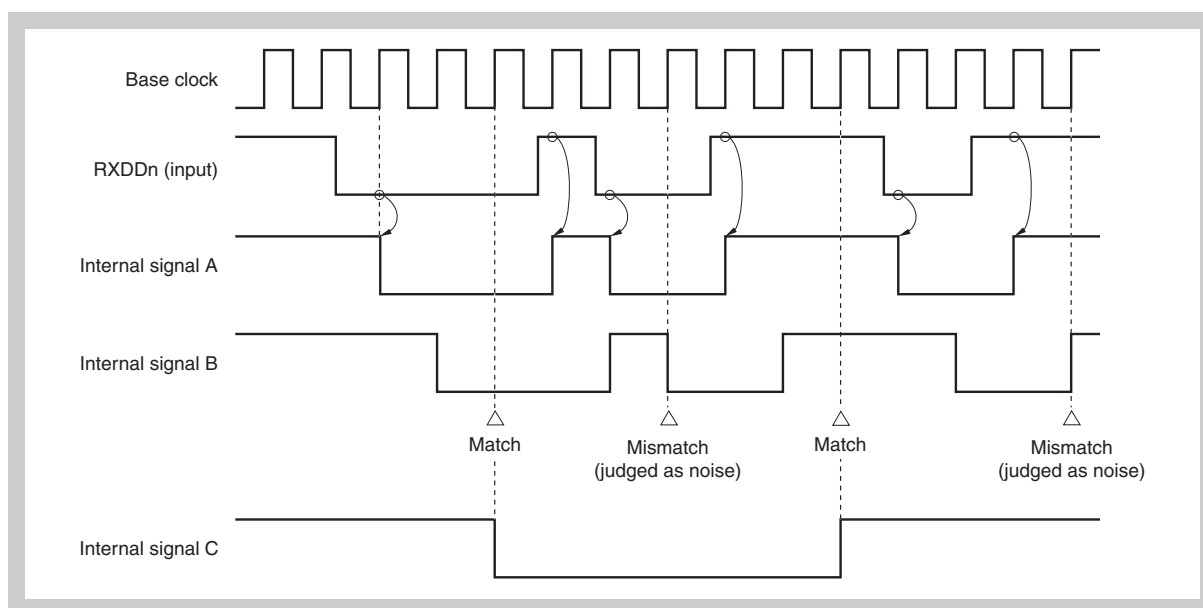 Base clock
RXDDn (input)
Internal signal A
Internal signal B
Match
Mismatch
(judged as noise)
Match
Mismatch
(judged as noise)
Internal signal C